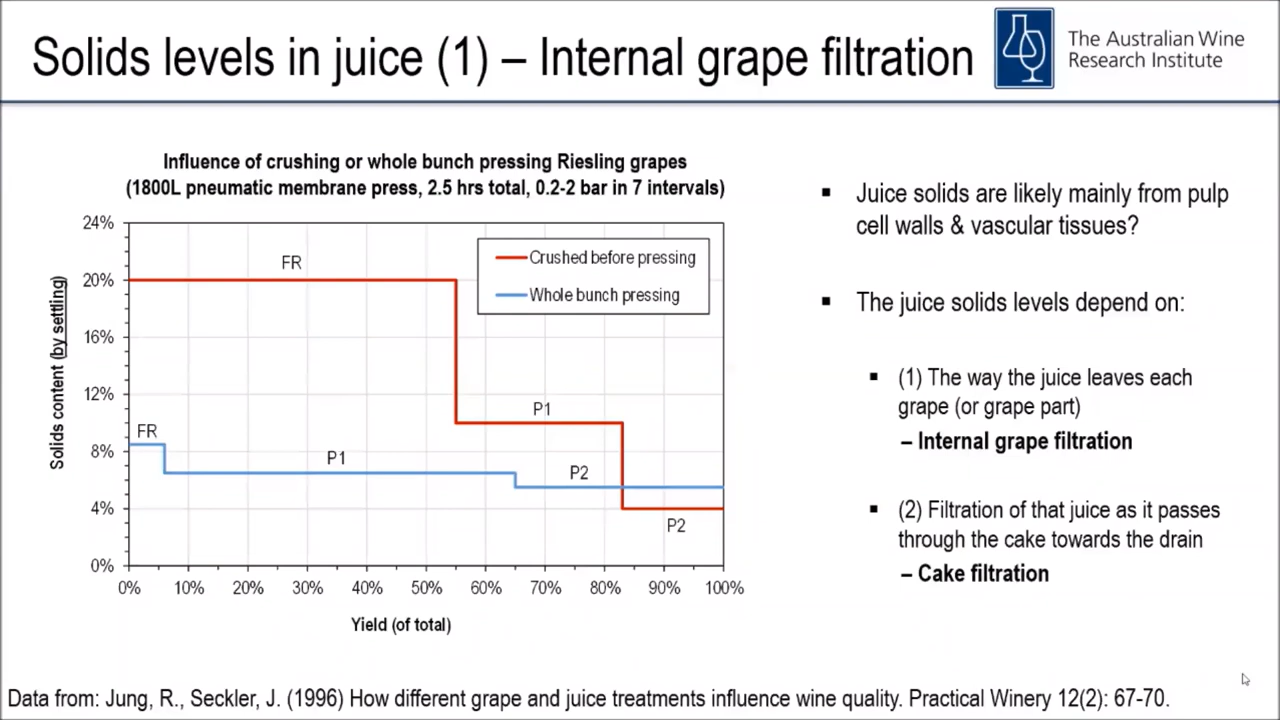 Solids levels in juice (1) – Internal grape filtration
The Australian Wine
Research Institute
Influence of crushing or whole bunch pressing Riesling grapes
(1800L pneumatic membrane press, 2.5 hrs total, 0.2-2 bar in 7 intervals)
Solids content (by settling)
24%
20%
16%
12%
8%
4%
0%
FR
Crushed before pressing
Whole bunch pressing
P1
FR
P1
P2
P2
0%
10%
20%
30%
40%
50%
60%
70%
80%
90%
100%
Yield (of total)
▪ Juice solids are likely mainly from pulp
cell walls & vascular tissues?
▪ The juice solids levels depend on:
▪ (1) The way the juice leaves each
grape (or grape part)
– Internal grape filtration
▪ (2) Filtration of that juice as it passes
through the cake towards the drain
– Cake filtration
Data from: Jung, R., Seckler, J. (1996) How different grape and juice treatments influence wine quality. Practical Winery 12(2): 67-70.